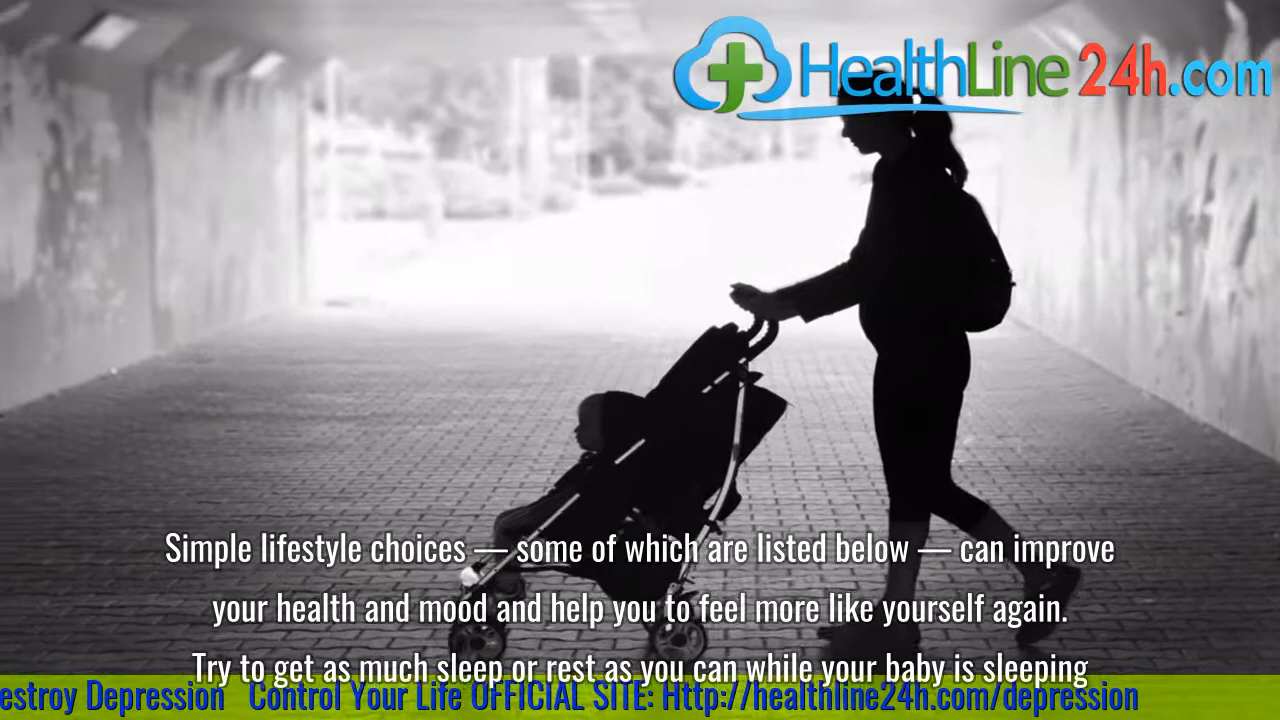 HealthLine 24h.com
Simple lifestyle choices — some of which are listed below — can improve
your health and mood and help you to feel more like yourself again.
Try to get as much sleep or rest as you can while your baby is sleeping
estroy Depression Control Your Life OFFICIAL SITE: Http://healthline24h.com/depression